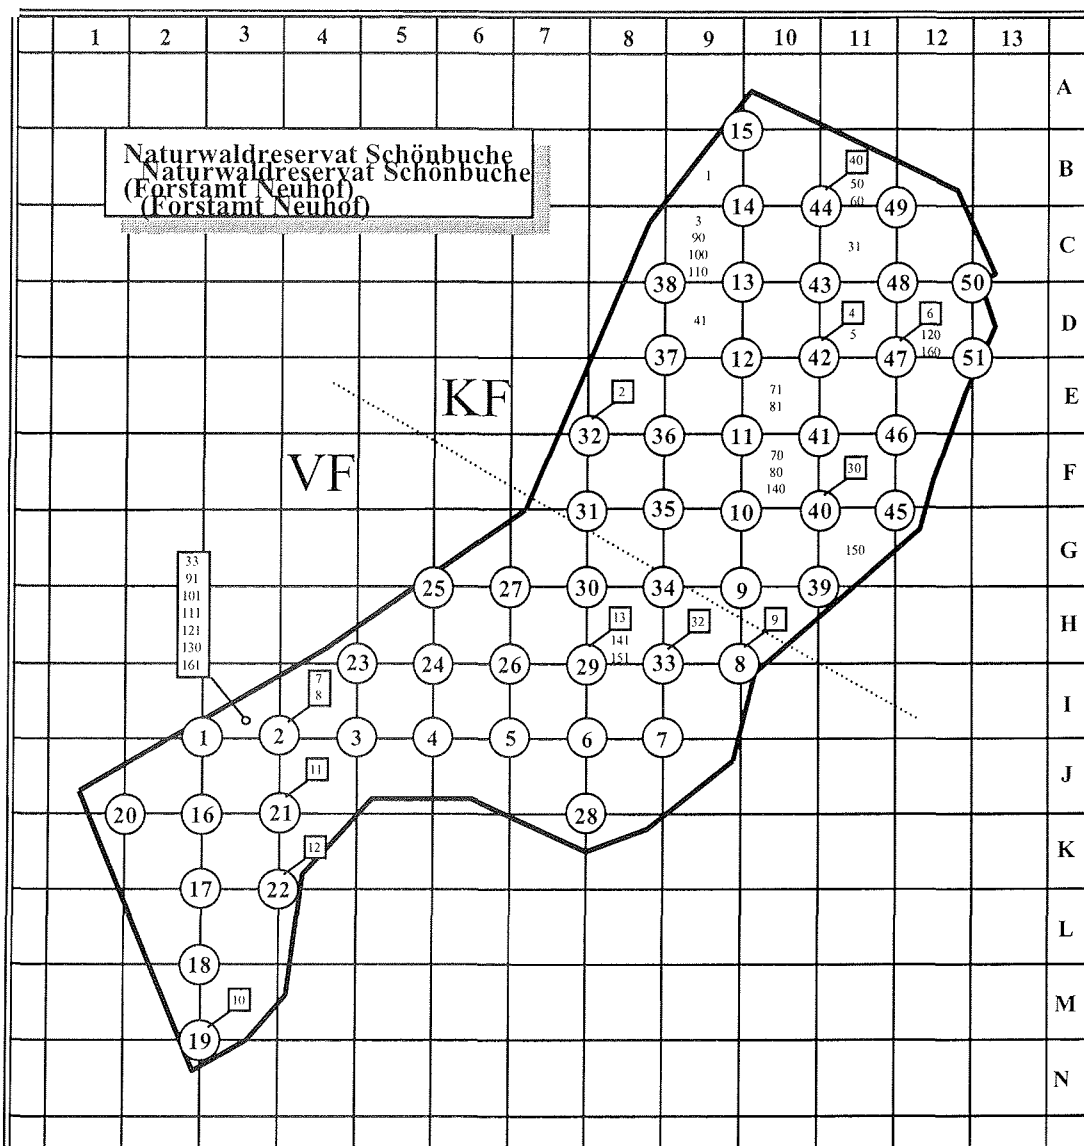 1 2 3 4 5 6 7 8 9 10 11 12 13
A
Naturwaldreservat Schönbuche
Naturwaldreservat Schonbuche
(Forstamt Neuhof)
(Forstamt Neuhof)
15
B
1
40
50
60
14 44 49
C
3
90
100
110
31
38 13 43 48 50
D
41
4
5
6
120
160
37 12 42 47 51
E
KF
2
71
81
32 36 11 41 46
F
VF
70
80
140
30
31 35 10 40 45
G
150
33
91
101
111
121
130
161
25 27 30 34 9 39
H
13
141
151
32
9
23 24 26 29 33 8
I
7
8
1 2 3 4 5 6 7
J
11
20 16 21 28
K
12
17 22
L
18
M
10
19
N